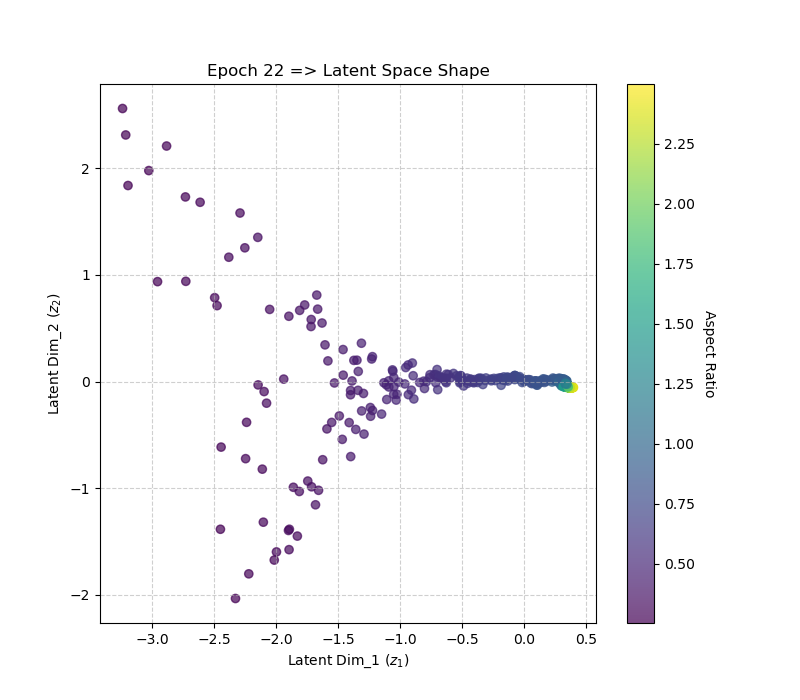 Epoch 22 => Latent Space Shape
Latent Dim_2 (z₂)
2
1
0
−1
−2
−3.0 −2.5 −2.0 −1.5 −1.0 −0.5 0.0 0.5
Latent Dim_1 (z₁)
2.25
2.00
1.75
1.50
1.25
1.00
0.75
0.50
Aspect Ratio